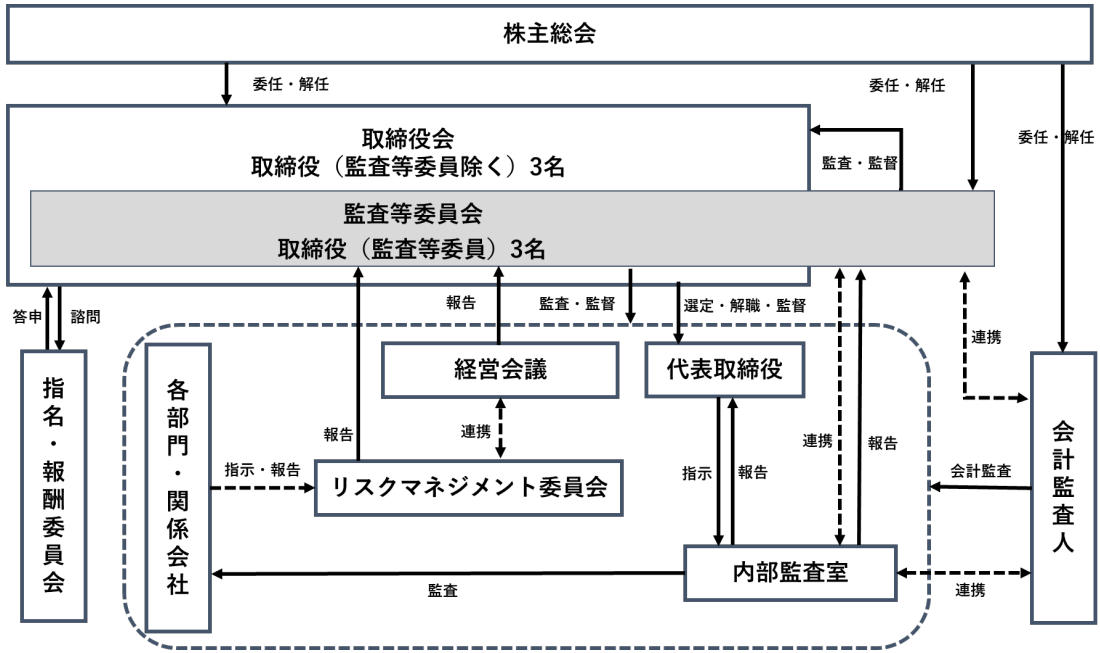 株主総会
委任・解任
委任・解任
委任・解任
取締役会
取締役（監査等委員除く）3名
監査・監督
監査等委員会
取締役（監査等委員）3名
答申
諮問
報告
監査・監督
選定・解職・監督
連携
指名・報酬委員会
各部門・関係会社
経営会議
代表取締役
会計監査人
報告
連携
連携
報告
指示・報告
リスクマネジメント委員会
指示
報告
会計監査
内部監査室
監査
連携